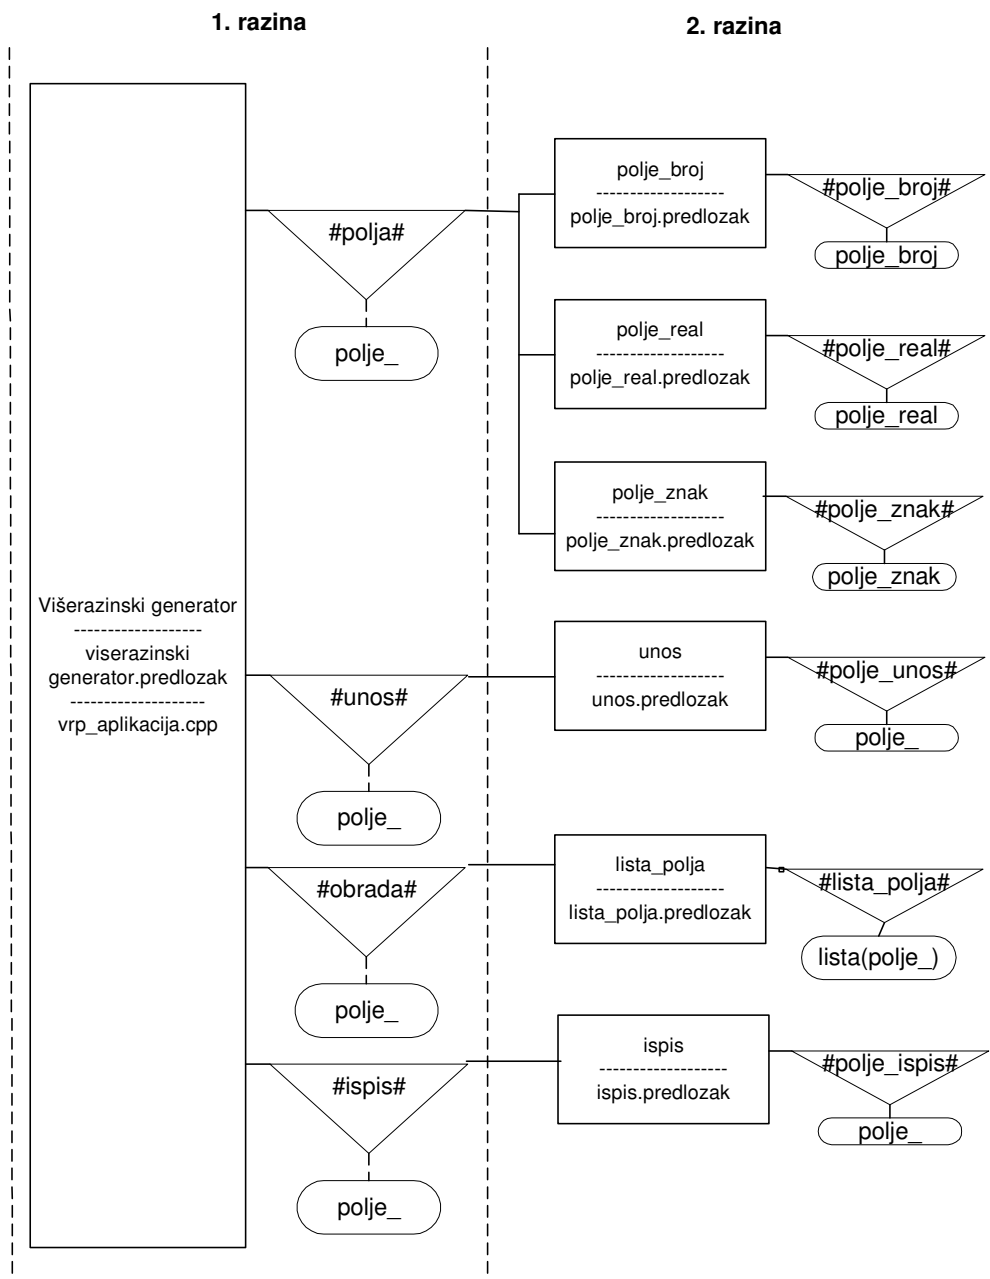 1. razina
2. razina
Višerazinski generator
-------------------
viserazinski
generator.predlozak
--------------------
vrp_aplikacija.cpp
#polja#
polje_
#unos#
polje_
#obrada#
polje_
#ispis#
polje_
polje_broj
-------------------
polje_broj.predlozak
#polje_broj#
polje_broj
polje_real
-------------------
polje_real.predlozak
#polje_real#
polje_real
polje_znak
-------------------
polje_znak.predlozak
#polje_znak#
polje_znak
unos
-------------------
unos.predlozak
#polje_unos#
polje_
lista_polja
-------------------
lista_polja.predlozak
#lista_polja#
lista(polje_)
ispis
-------------------
ispis.predlozak
#polje_ispis#
polje_